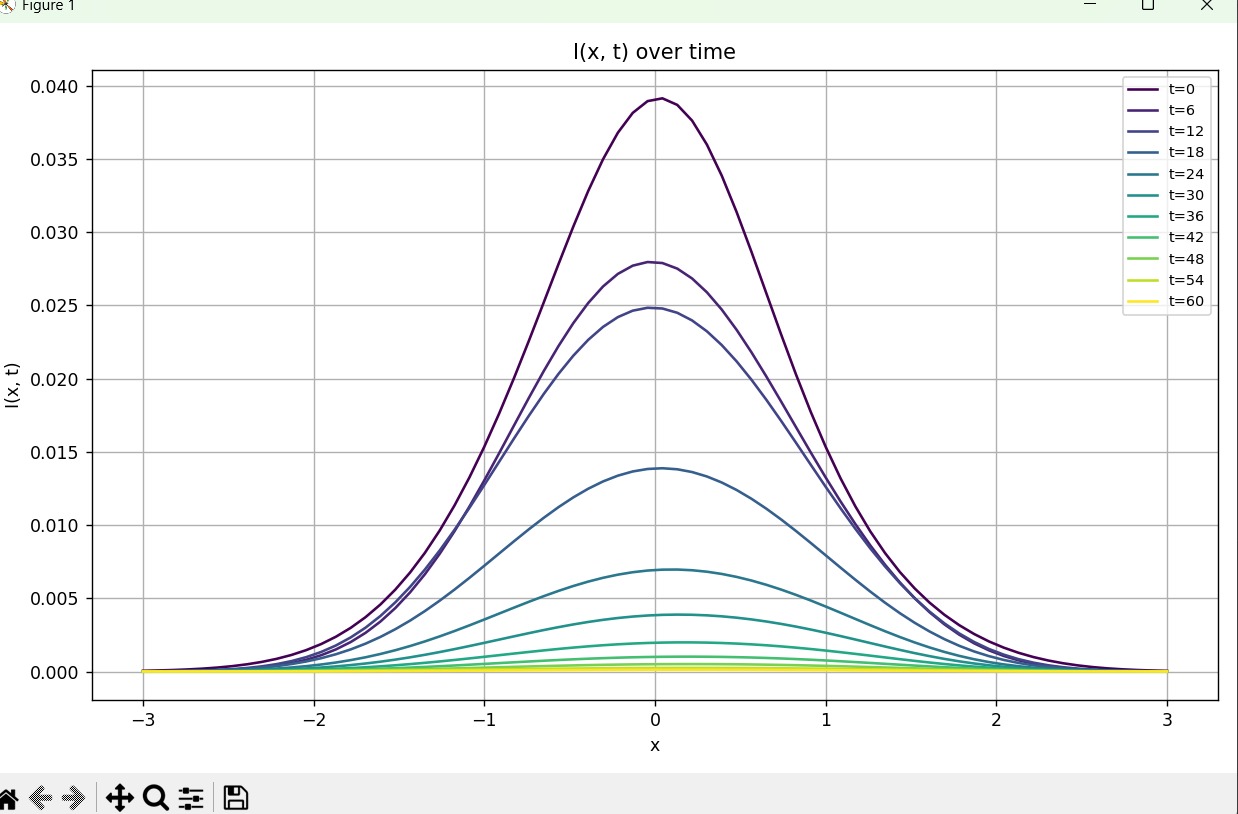 Figure 1
I(x, t) over time
0.040
0.035
0.030
0.025
0.020
0.015
0.010
0.005
0.000
I(x, t)
t=0
t=6
t=12
t=18
t=24
t=30
t=36
t=42
t=48
t=54
t=60
−3 −2 −1 0 1 2 3
x